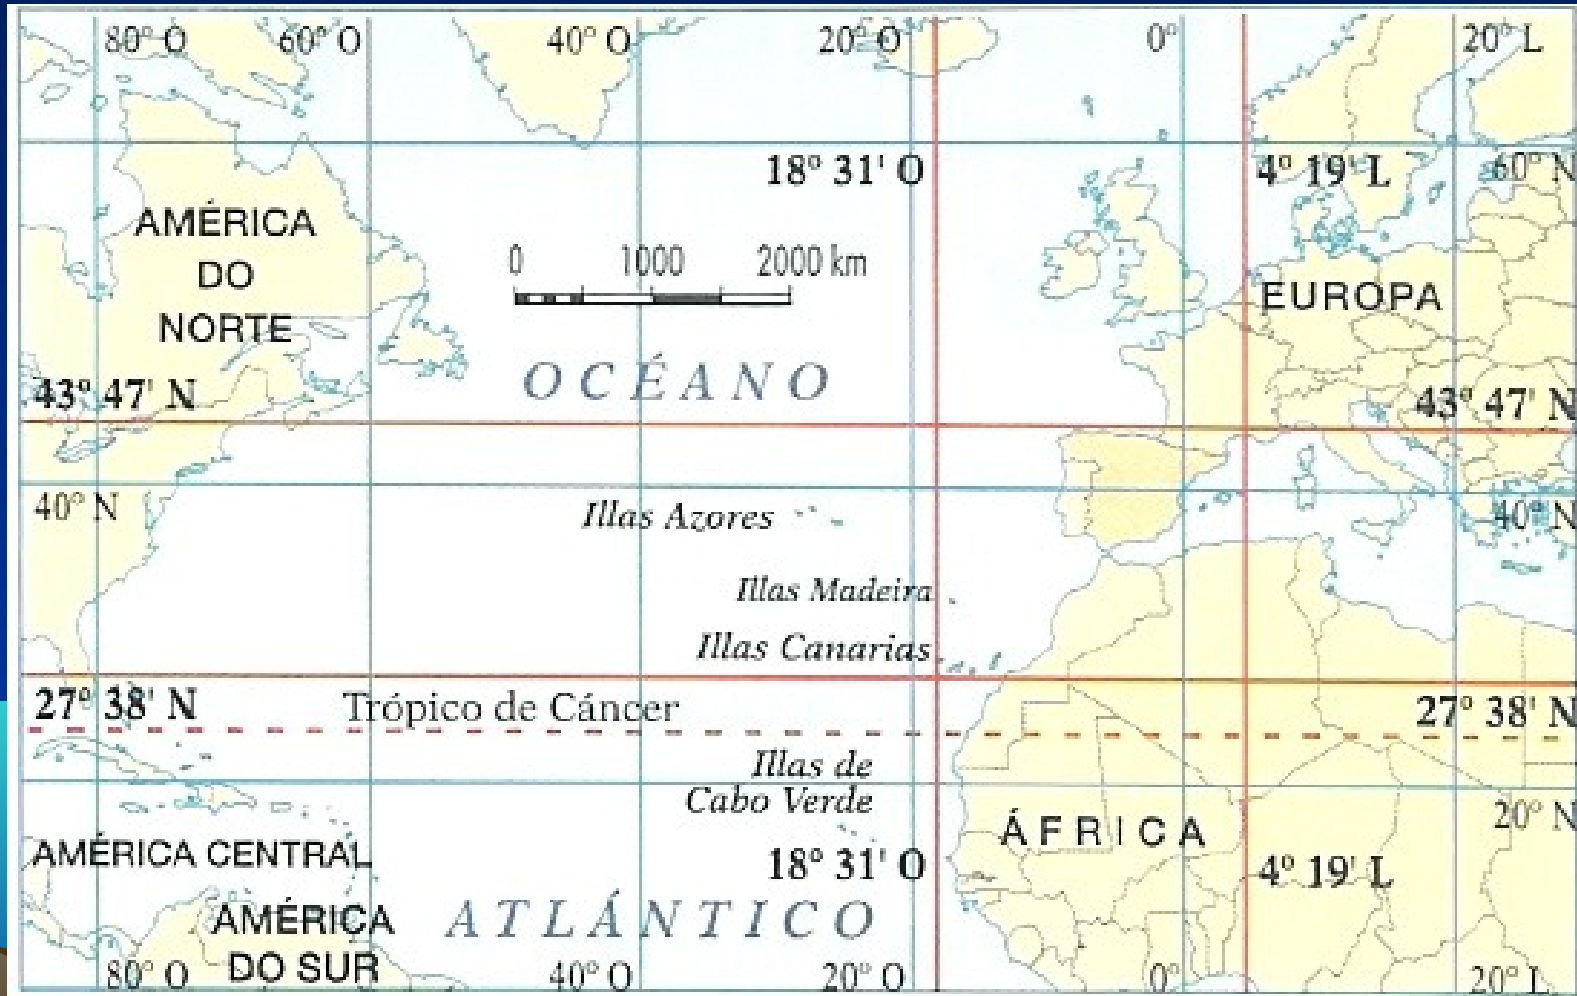 80° O 60° O 40° O 20° O 0° 20° L
18° 31' O 4° 19' L 60° N
AMÉRICA
DO
NORTE
0 1000 2000 km
EUROPA
OCÉANO
43° 47' N 43° 47' N
40° N 40° N
Illas Azores
Illas Madeira
Illas Canarias
27° 38' N Trópico de Cáncer 27° 38' N
Illas de
Cabo Verde
20° N
ÁFRICA
AMÉRICA CENTRAL
18° 31' O 4° 19' L
AMÉRICA
DO SUR
ATLÁNTICO
80° O 40° O 20° O 0° 20° L